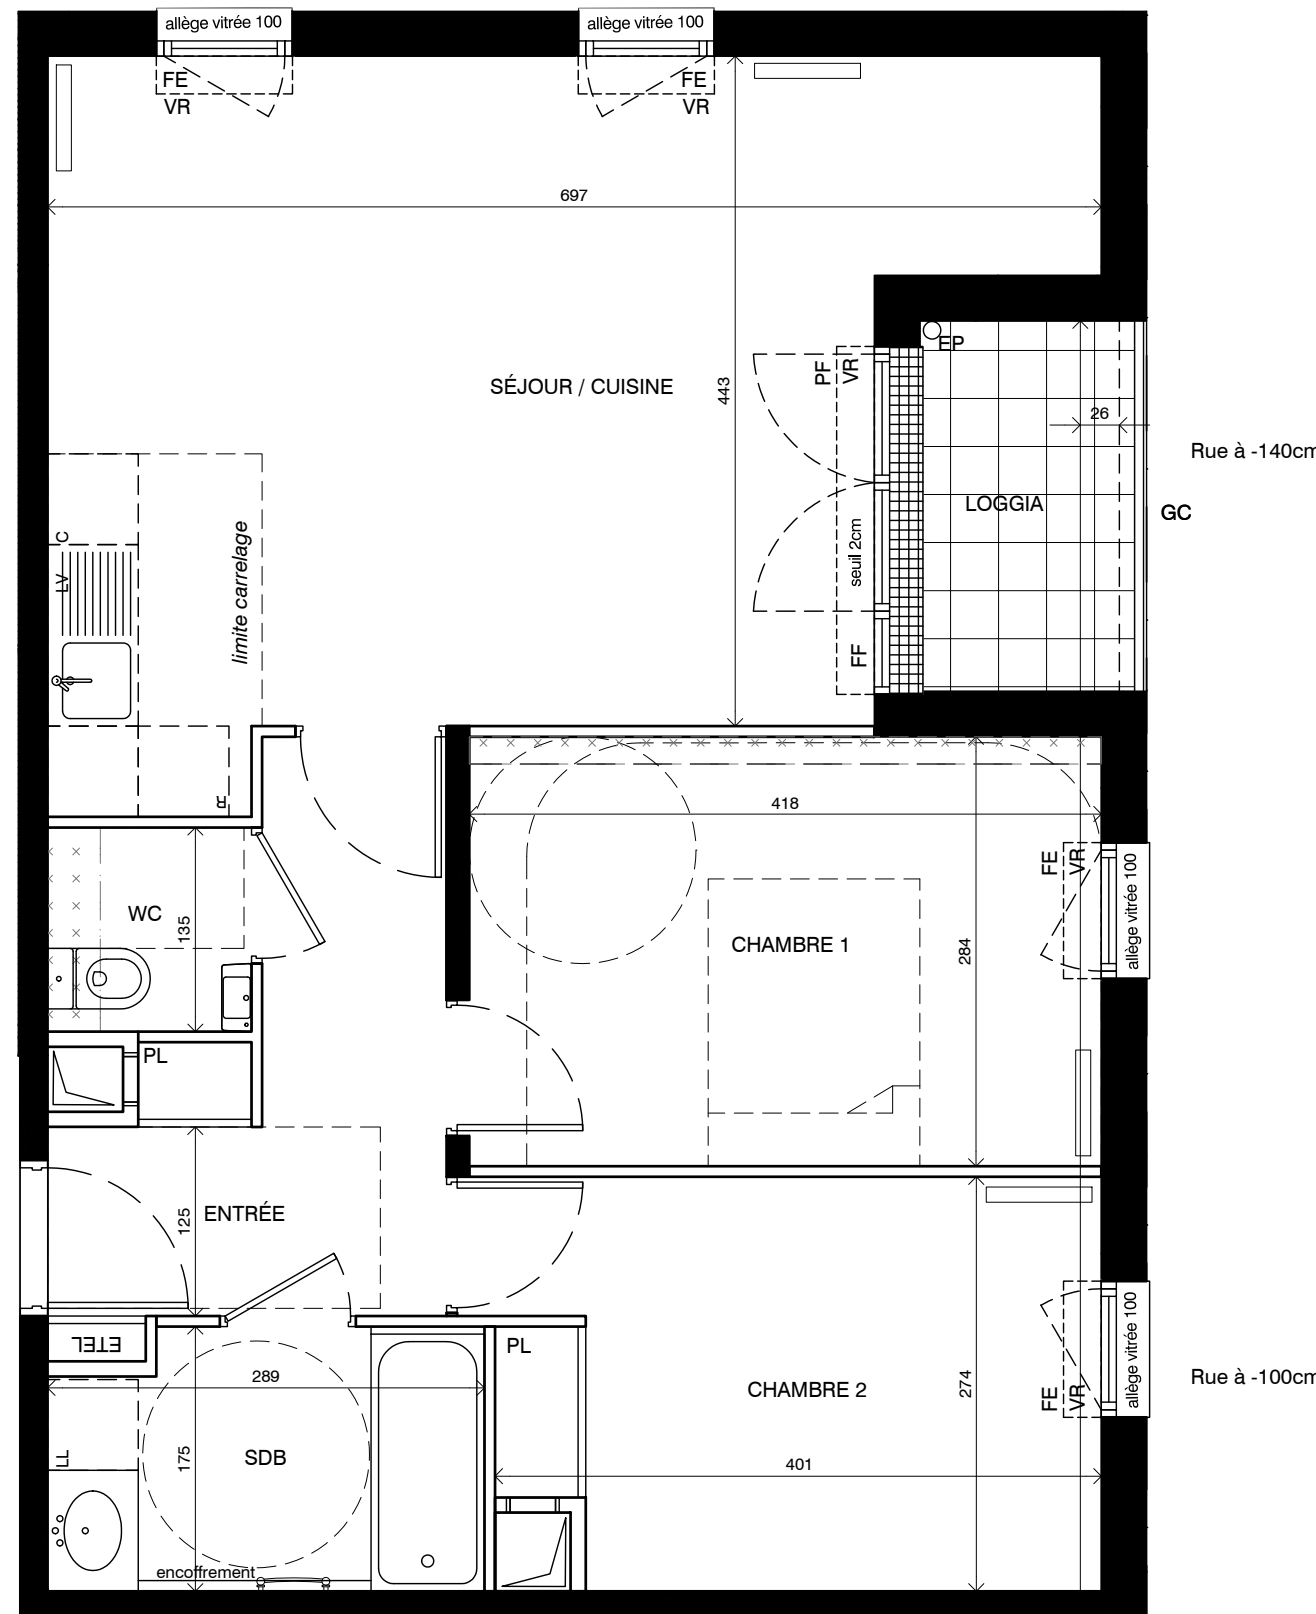 allège vitrée 100
allège vitrée 100
FE
VR
FE
VR
697
SÉJOUR / CUISINE
443
PF
VR
EP
26
Rue à -140cm
LOGGIA
GC
seuil 2cm
FF
C
LV
limite carrelage
R
418
WC
135
CHAMBRE 1
284
FE
VR
allège vitrée 100
PL
ENTRÉE
125
ETEL
PL
289
SDB
175
LL
encoffrement
CHAMBRE 2
274
401
FE
VR
allège vitrée 100
Rue à -100cm